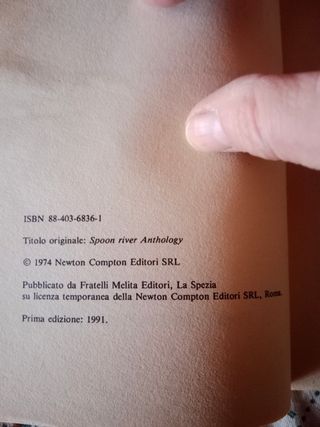 ISBN 88-403-6836-1
Titolo originale: Spoon river Anthology
© 1974 Newton Compton Editori SRL
Pubblicato da Fratelli Melita Editori, La Spezia
su licenza temporanea della Newton Compton Editori SRL, Roma.
Prima edizione: 1991.